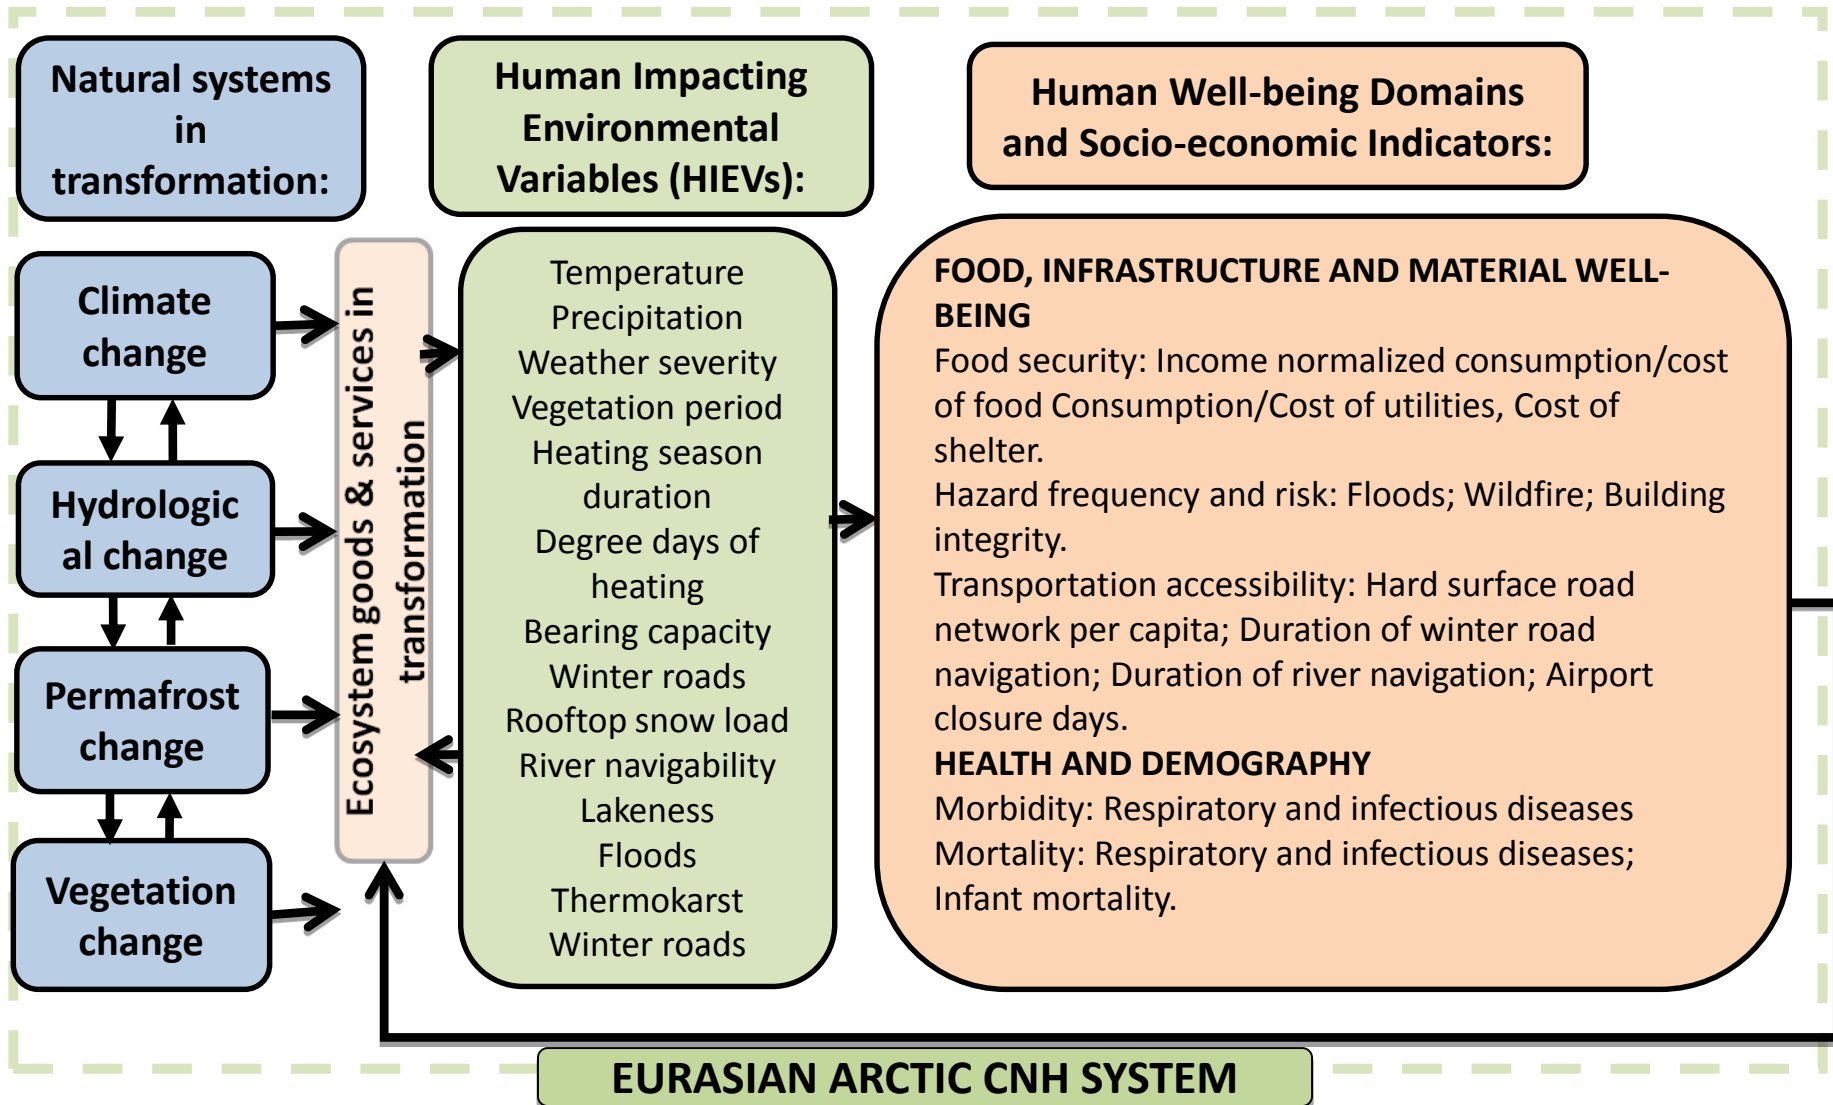 Natural systems
in
transformation:
Human Impacting
Environmental
Variables (HIEVs):
Human Well-being Domains
and Socio-economic Indicators:
Climate
change
Hydrologic
al change
Permafrost
change
Vegetation
change
Ecosystem goods & services in
transformation
Temperature
Precipitation
Weather severity
Vegetation period
Heating season
duration
Degree days of
heating
Bearing capacity
Winter roads
Rooftop snow load
River navigability
Lakeness
Floods
Thermokarst
Winter roads
FOOD, INFRASTRUCTURE AND MATERIAL WELL-
BEING
Food security: Income normalized consumption/cost
of food Consumption/Cost of utilities, Cost of
shelter.
Hazard frequency and risk: Floods; Wildfire; Building
integrity.
Transportation accessibility: Hard surface road
network per capita; Duration of winter road
navigation; Duration of river navigation; Airport
closure days.
HEALTH AND DEMOGRAPHY
Morbidity: Respiratory and infectious diseases
Mortality: Respiratory and infectious diseases;
Infant mortality.
EURASIAN ARCTIC CNH SYSTEM